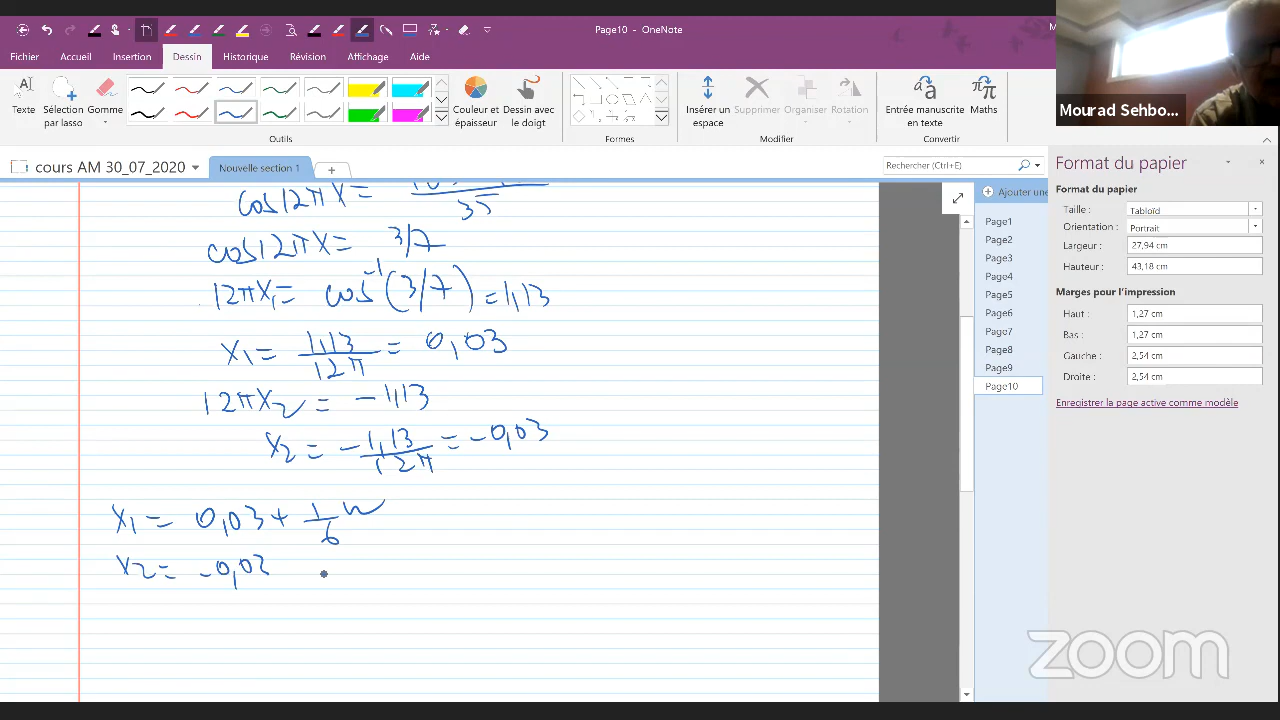 Page10 - OneNote
Fichier Accueil Insertion Dessin Historique Révision Affichage Aide
Texte
Sélection par lasso
Gomme
Couleur et épaisseur
Dessin avec le doigt
Insérer un espace
Supprimer
Organiser
Rotation
Entrée manuscrite en texte
Maths
Outils
Formes
Modifier
Convertir
cours AM 30_07_2020
Nouvelle section 1
Rechercher (Ctrl+E)
cos12πX =
35
cos12πX = 3/7
12πX₁ = cos⁻¹(3/7) = 1,13
X₁ = 1,13/12π = 0,03
12πX₂ = -1,13
X₂ = -1,13/12π = -0,03
X₁ = 0,03 + 1/6 n
X₂ = -0,03
Ajouter une
Page1
Page2
Page3
Page4
Page5
Page6
Page7
Page8
Page9
Page10
Mourad Sehbo...
Format du papier
Format du papier
Taille : Tabloïd
Orientation : Portrait
Largeur : 27,94 cm
Hauteur : 43,18 cm
Marges pour l'impression
Haut : 1,27 cm
Bas : 1,27 cm
Gauche : 2,54 cm
Droite : 2,54 cm
Enregistrer la page active comme modèle
zoom